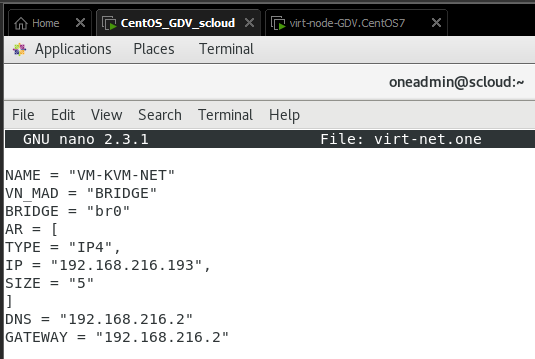 Home
CentOS_GDV_scloud
virt-node-GDV.CentOS7
Applications Places Terminal
oneadmin@scloud:~
File Edit View Search Terminal Help
GNU nano 2.3.1 File: virt-net.one
NAME = "VM-KVM-NET"
VN_MAD = "BRIDGE"
BRIDGE = "br0"
AR = [
TYPE = "IP4",
IP = "192.168.216.193",
SIZE = "5"
]
DNS = "192.168.216.2"
GATEWAY = "192.168.216.2"